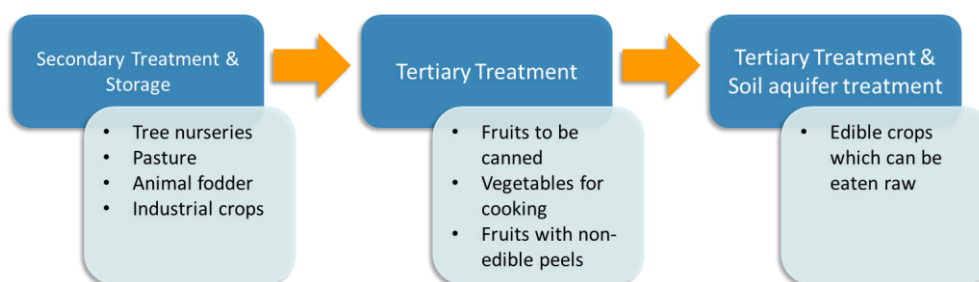 Secondary Treatment &
Storage
• Tree nurseries
• Pasture
• Animal fodder
• Industrial crops
Tertiary Treatment
• Fruits to be
canned
• Vegetables for
cooking
• Fruits with non-
edible peels
Tertiary Treatment &
Soil aquifer treatment
• Edible crops
which can be
eaten raw